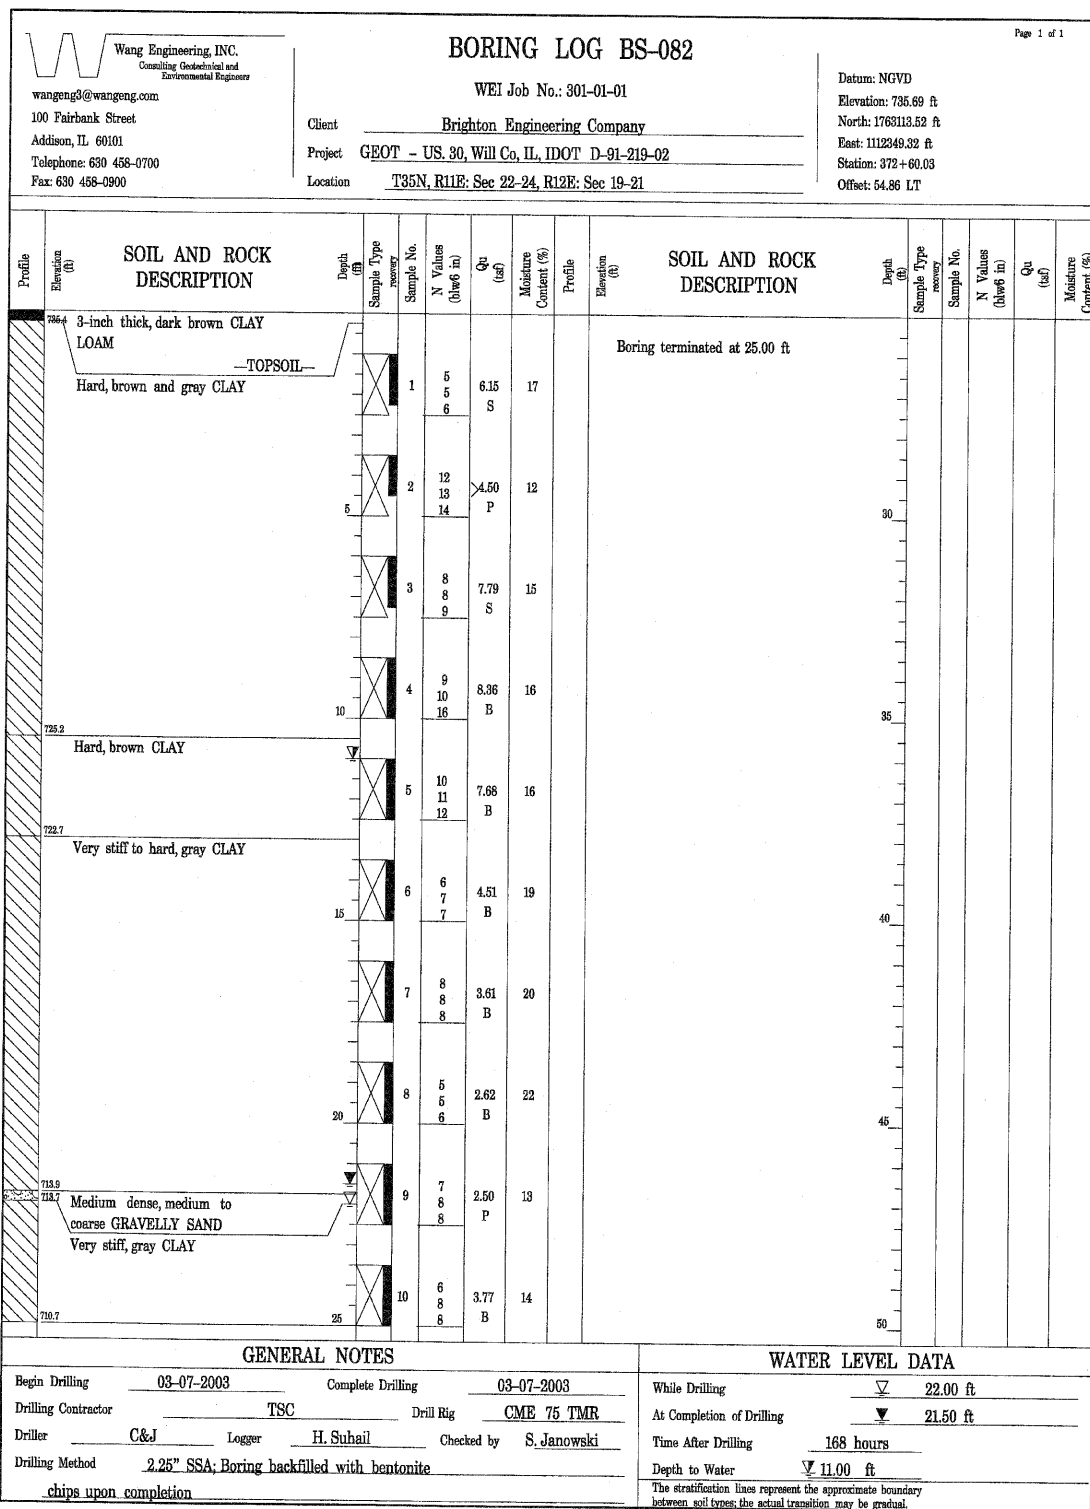 Page 1 of 1
Wang Engineering, INC.
Consulting Geotechnical and
Environmental Engineers
wangeng3@wangeng.com
100 Fairbank Street
Addison, IL 60101
Telephone: 630 458-0700
Fax: 630 458-0900
BORING LOG BS-082
WEI Job No.: 301-01-01
Client Brighton Engineering Company
Project GEOT - US. 30, Will Co, IL, IDOT D-91-219-02
Location T35N, R11E: Sec 22-24, R12E: Sec 19-21
Datum: NGVD
Elevation: 735.69 ft
North: 1763113.52 ft
East: 1112349.32 ft
Station: 372+60.03
Offset: 54.86 LT
Profile
Elevation (ft)
SOIL AND ROCK DESCRIPTION
Depth (ft)
Sample Type
recovery
Sample No.
N Values (blw6 in)
Qu (tsf)
Moisture Content (%)
Profile
Elevation (ft)
SOIL AND ROCK DESCRIPTION
Depth (ft)
Sample Type
recovery
Sample No.
N Values (blw6 in)
Qu (tsf)
Moisture Content (%)
735.4 3-inch thick, dark brown CLAY
LOAM
—TOPSOIL—
Hard, brown and gray CLAY
1 5 5 6 6.15 S 17
2 12 13 14 >4.50 P 12
5
3 8 8 9 7.79 S 15
4 9 10 16 8.36 B 16
10
725.2
Hard, brown CLAY
5 10 11 12 7.68 B 16
722.7
Very stiff to hard, gray CLAY
6 6 7 7 4.51 B 19
15
7 8 8 8 3.61 B 20
8 5 5 6 2.62 B 22
20
713.9
713.7 Medium dense, medium to
coarse GRAVELLY SAND
9 7 8 8 2.50 P 13
Very stiff, gray CLAY
10 6 8 8 3.77 B 14
710.7 25
Boring terminated at 25.00 ft
30
35
40
45
50
GENERAL NOTES
Begin Drilling 03-07-2003 Complete Drilling 03-07-2003
Drilling Contractor TSC Drill Rig CME 75 TMR
Driller C&J Logger H. Suhail Checked by S. Janowski
Drilling Method 2.25" SSA; Boring backfilled with bentonite
chips upon completion
WATER LEVEL DATA
While Drilling 22.00 ft
At Completion of Drilling 21.50 ft
Time After Drilling 168 hours
Depth to Water 11.00 ft
The stratification lines represent the approximate boundary
between soil types; the actual transition may be gradual.